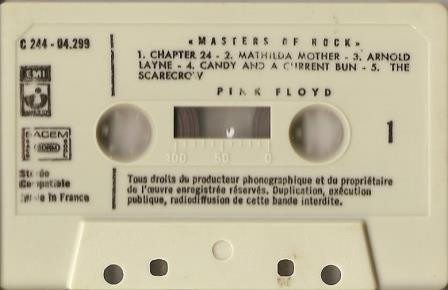 C 244 - 04.299
«MASTERS OF ROCK»
1. CHAPTER 24 - 2. MATHILDA MOTHER - 3. ARNOLD
LAYNE - 4. CANDY AND A CURRENT BUN - 5. THE
SCARECROW
PINK FLOYD
EMI
SACEM
SDRM
1
100 50 0
Stéréo
Compatible
Made in France
Tous droits du producteur phonographique et du propriétaire
de l'œuvre enregistrée réservés. Duplication, exécution
publique, radiodiffusion de cette bande interdite.